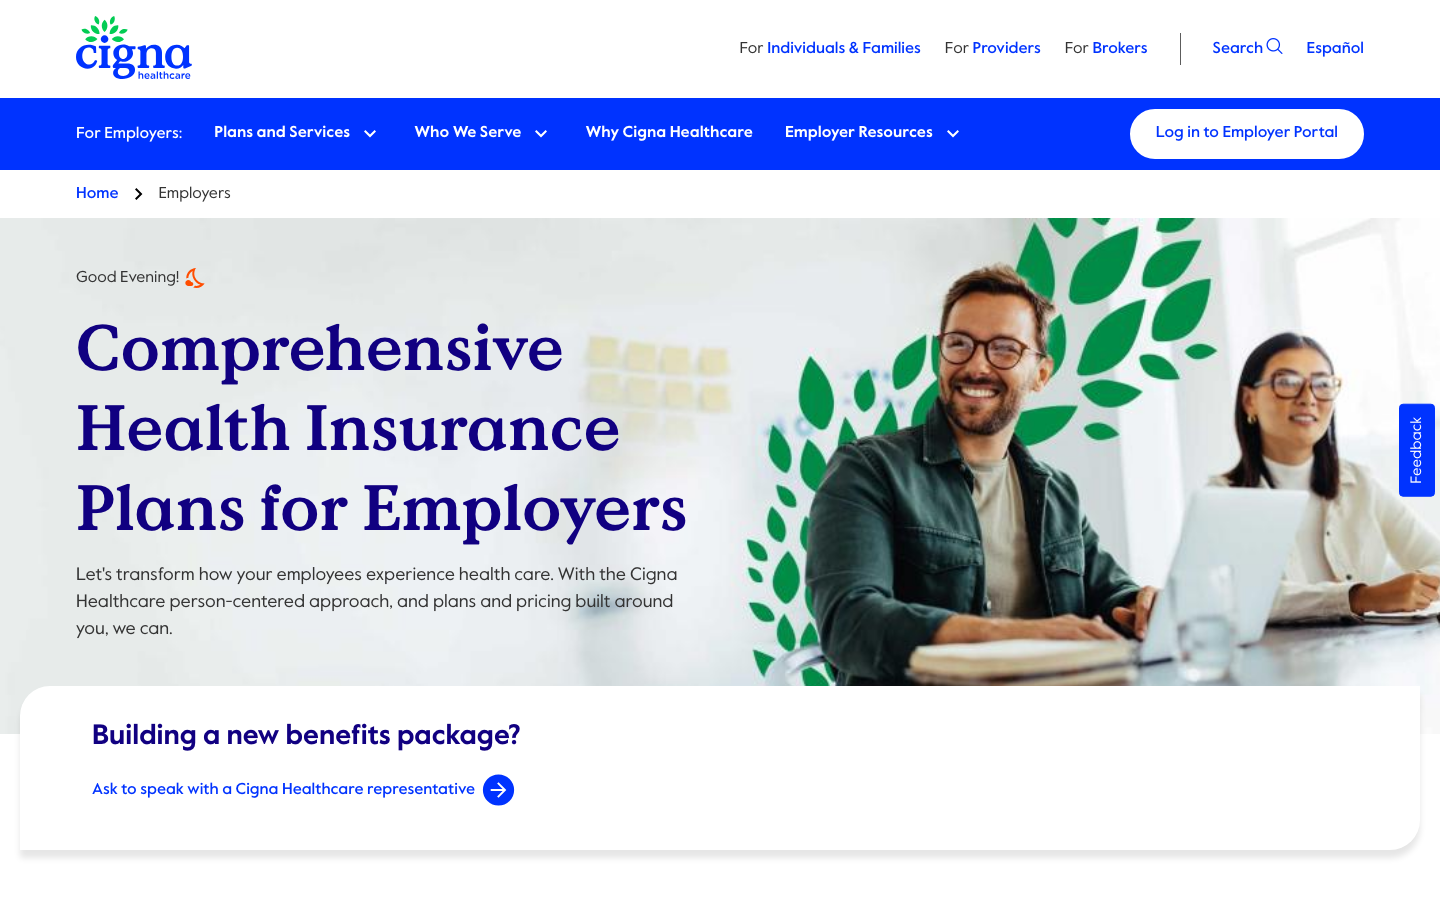 cigna
healthcare
For Individuals & Families
For Providers
For Brokers
Search
Español
For Employers:
Plans and Services
Who We Serve
Why Cigna Healthcare
Employer Resources
Log in to Employer Portal
Home
Employers
Good Evening!
Comprehensive
Health Insurance
Plans for Employers
Let's transform how your employees experience health care. With the Cigna
Healthcare person-centered approach, and plans and pricing built around
you, we can.
Feedback
Building a new benefits package?
Ask to speak with a Cigna Healthcare representative